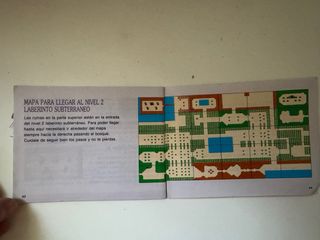 MAPA PARA LLEGAR AL NIVEL 2
LABERINTO SUBTERRANEO
Las ruinas en la parte superior están en la entrada
del nivel 2 laberinto subterráneo. Para poder llegar
hasta aquí necesitará ir alrededor del mapa
siempre hacia la derecha pasando el bosque.
Cuídate de seguir bien los pasos y no te pierdas.